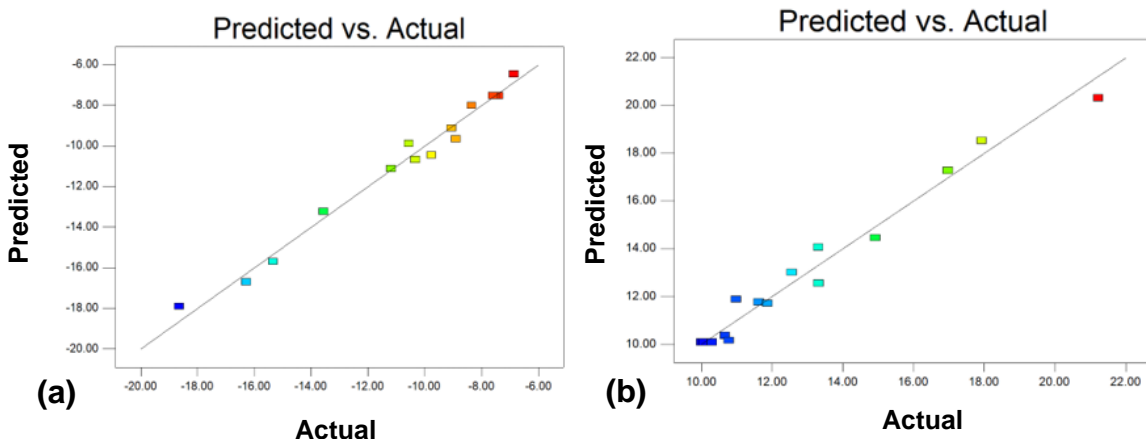 Predicted vs. Actual
-6.00
-8.00
-10.00
-12.00
-14.00
-16.00
-18.00
-20.00
Predicted
-20.00 -18.00 -16.00 -14.00 -12.00 -10.00 -8.00 -6.00
(a)
Actual
Predicted vs. Actual
22.00
20.00
18.00
16.00
14.00
12.00
10.00
Predicted
10.00 12.00 14.00 16.00 18.00 20.00 22.00
(b)
Actual